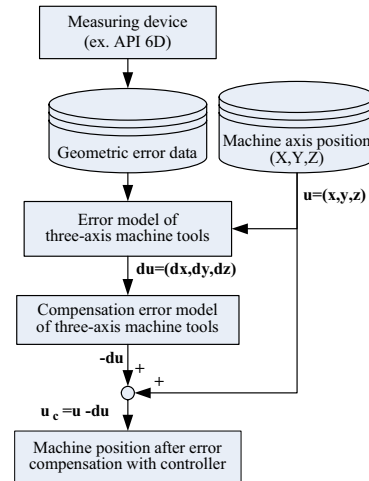 Measuring device
(ex. API 6D)
Geometric error data
Machine axis position
(X,Y,Z)
u=(x,y,z)
Error model of
three-axis machine tools
du=(dx,dy,dz)
Compensation error model
of three-axis machine tools
-du
+
+
u c =u -du
Machine position after error
compensation with controller